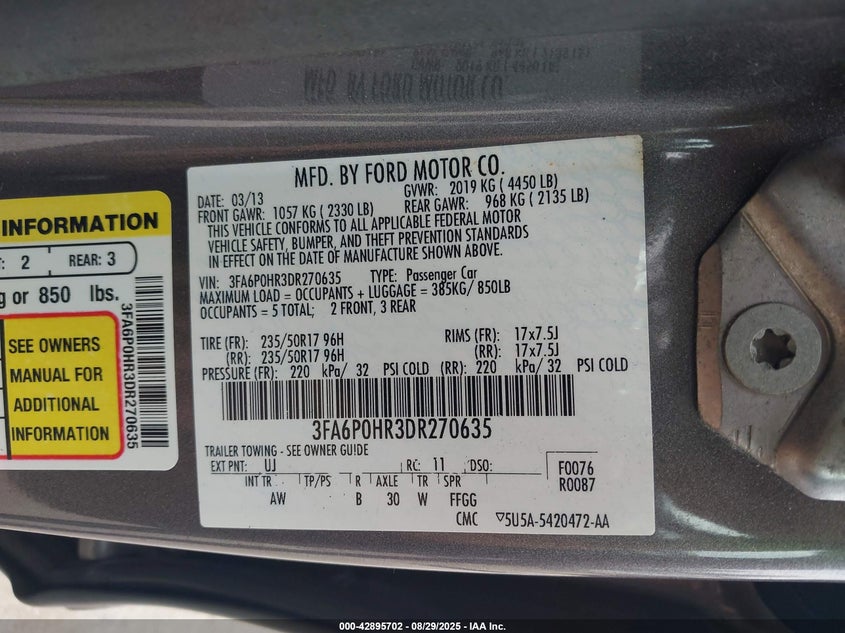 MFD. BY FORD MOTOR CO.
DATE: 03/13 GVWR: 2019 KG ( 4450 LB)
FRONT GAWR: 1057 KG ( 2330 LB) REAR GAWR: 968 KG ( 2135 LB)
THIS VEHICLE CONFORMS TO ALL APPLICABLE FEDERAL MOTOR
VEHICLE SAFETY, BUMPER, AND THEFT PREVENTION STANDARDS
IN EFFECT ON THE DATE OF MANUFACTURE SHOWN ABOVE.
VIN: 3FA6P0HR3DR270635 TYPE: Passenger Car
MAXIMUM LOAD = OCCUPANTS + LUGGAGE = 385KG/ 850LB
OCCUPANTS = 5 TOTAL; 2 FRONT, 3 REAR
TIRE (FR): 235/50R17 96H RIMS (FR): 17x7.5J
(RR): 235/50R17 96H (RR): 17x7.5J
PRESSURE (FR): 220 kPa/ 32 PSI COLD (RR): 220 kPa/ 32 PSI COLD
3FA6P0HR3DR270635
TRAILER TOWING - SEE OWNER GUIDE
EXT PNT: UJ RC: 11 DSO: F0076
INT TR TP/PS R AXLE TR SPR R0087
AW B 30 W FFGG
CMC ▽5U5A-5420472-AA
INFORMATION
: 2 REAR: 3
g or 850 lbs.
SEE OWNERS
MANUAL FOR
ADDITIONAL
INFORMATION
3FA6P0HR3DR270635
000-42895702 - 08/29/2025 - IAA Inc.